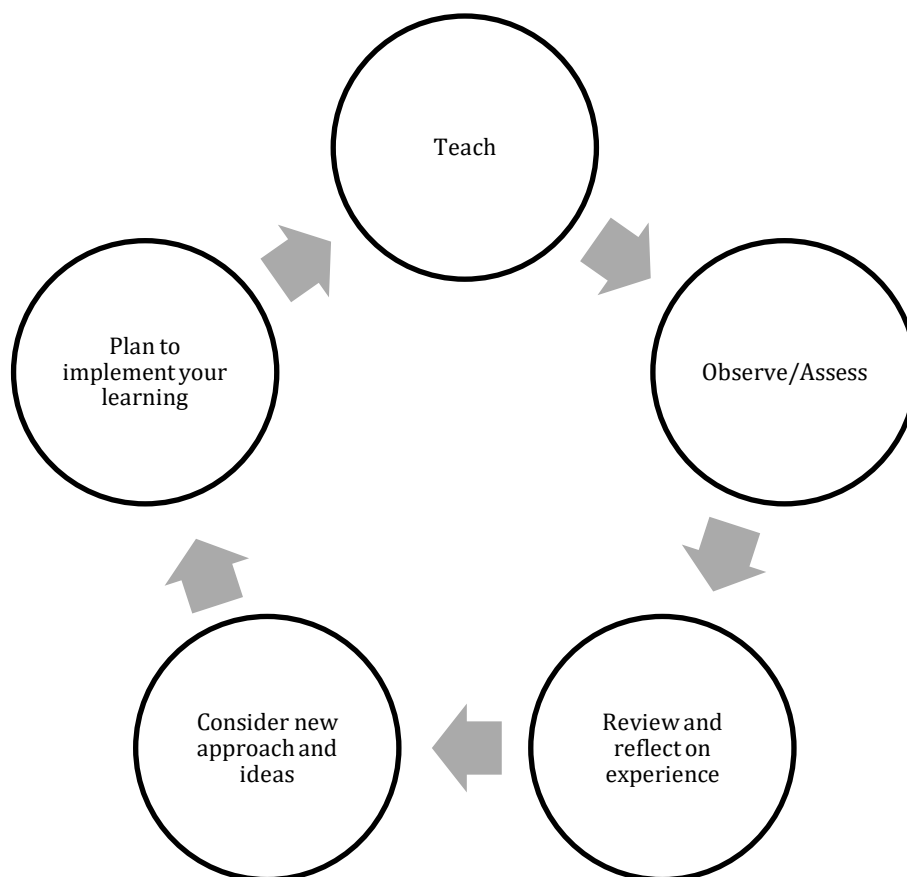 Teach
Observe/Assess
Review and
reflect on
experience
Consider new
approach and
ideas
Plan to
implement your
learning